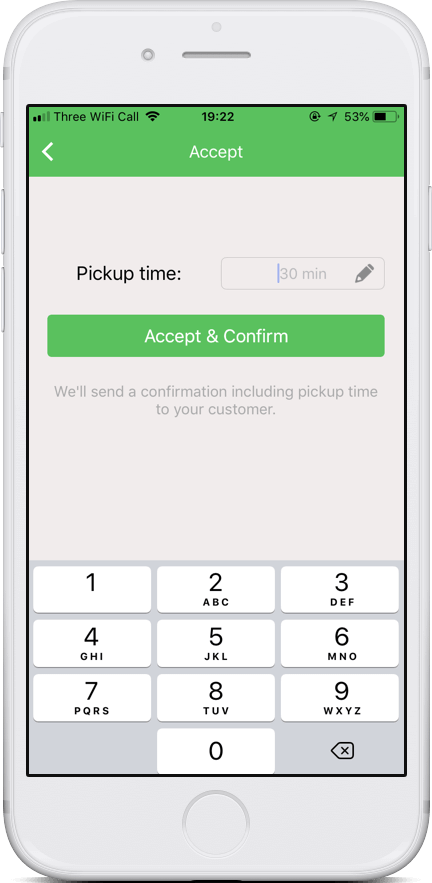 Three WiFi Call 19:22 53%
Accept
Pickup time: 30 min
Accept & Confirm
We'll send a confirmation including pickup time
to your customer.
1 2 3
ABC DEF
4 5 6
GHI JKL MNO
7 8 9
PQRS TUV WXYZ
0